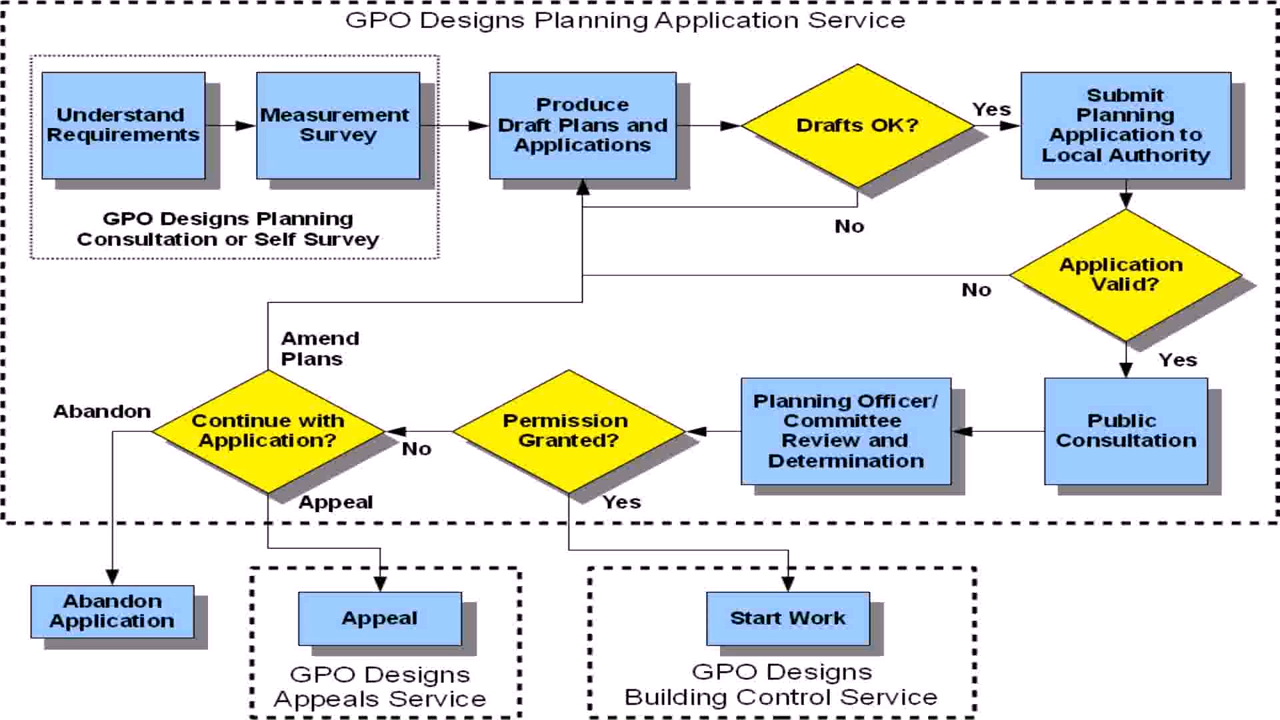 GPO Designs Planning Application Service
Understand
Requirements
Measurement
Survey
GPO Designs Planning
Consultation or Self Survey
Produce
Draft Plans and
Applications
Drafts OK?
Yes
No
Submit
Planning
Application to
Local Authority
Application
Valid?
No
Yes
Public
Consultation
Planning Officer/
Committee
Review and
Determination
Permission
Granted?
No
Yes
Continue with
Application?
Amend
Plans
Abandon
Appeal
Abandon
Application
Appeal
GPO Designs
Appeals Service
Start Work
GPO Designs
Building Control Service